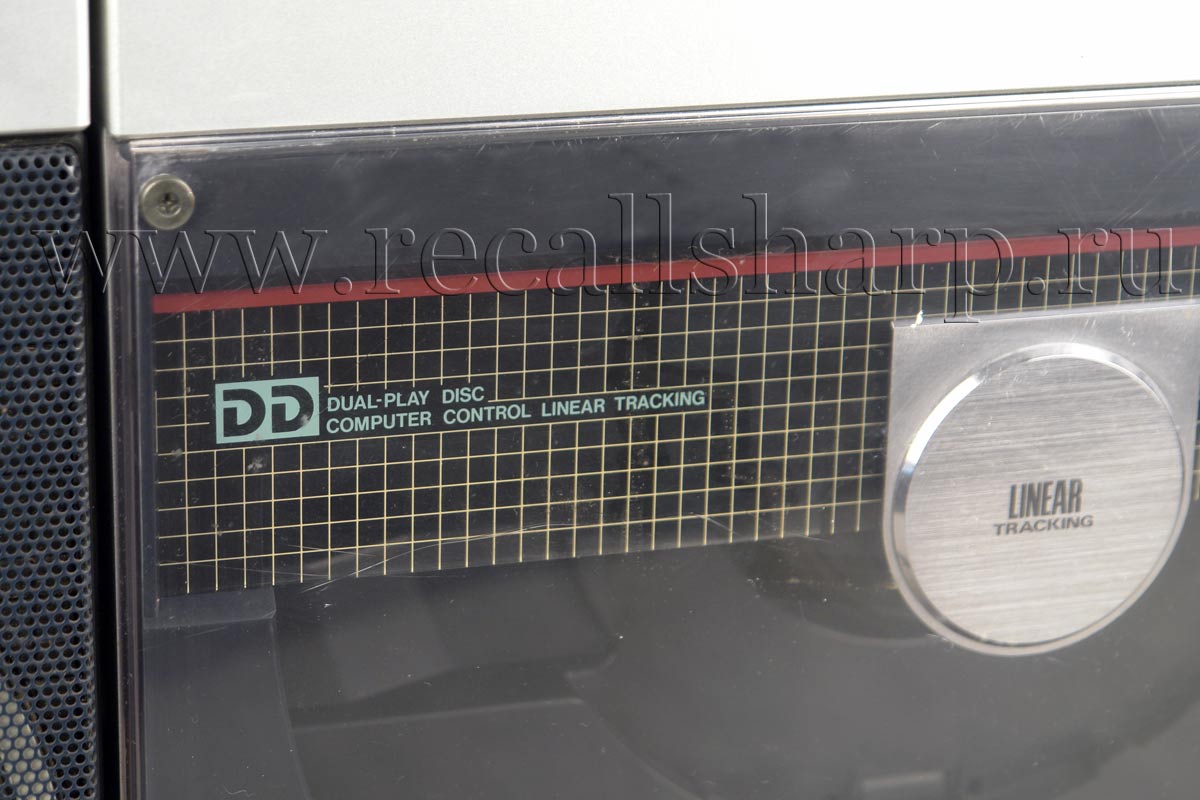 www.recallsharp.ru
DD DUAL-PLAY DISC
COMPUTER CONTROL LINEAR TRACKING
LINEAR
TRACKING